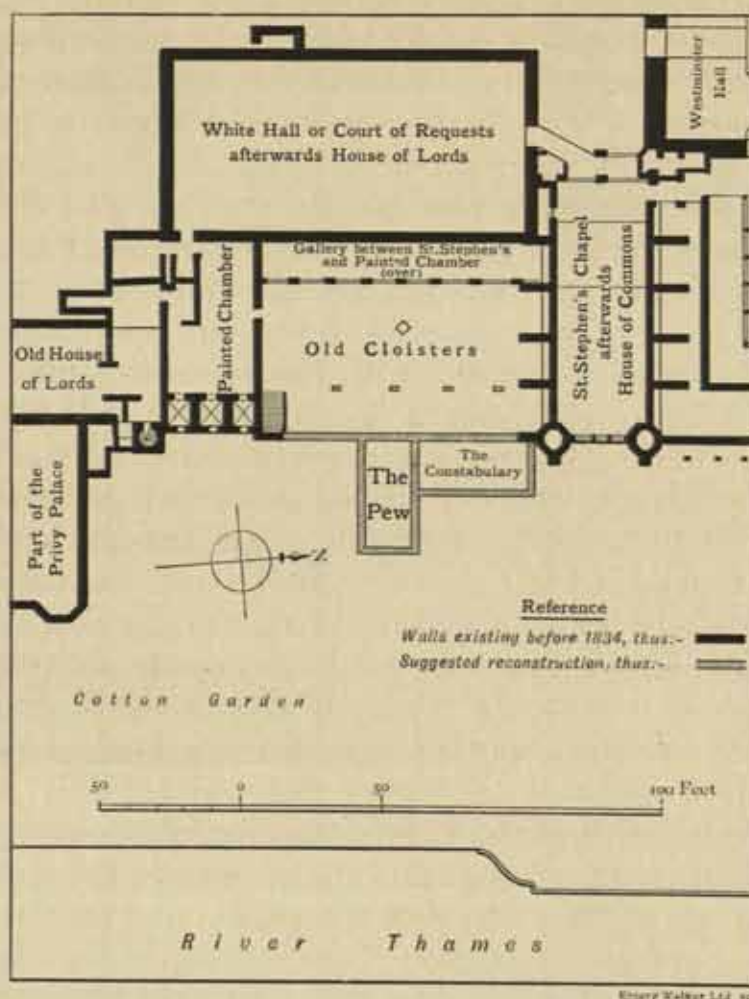 Westminster
Hall
White Hall or Court of Requests
afterwards House of Lords
Gallery between St. Stephen's
and Painted Chamber
(over)
Painted Chamber
St. Stephen's Chapel
afterwards
House of Commons
Old Cloisters
Old House
of Lords
The
Constabulary
The
Pew
Part of the
Privy Palace
N
Reference
Walls existing before 1834, thus:-
Suggested reconstruction, thus:-
Cotton Garden
50 0 50 100 Feet
River Thames
Emery Walker Ltd.